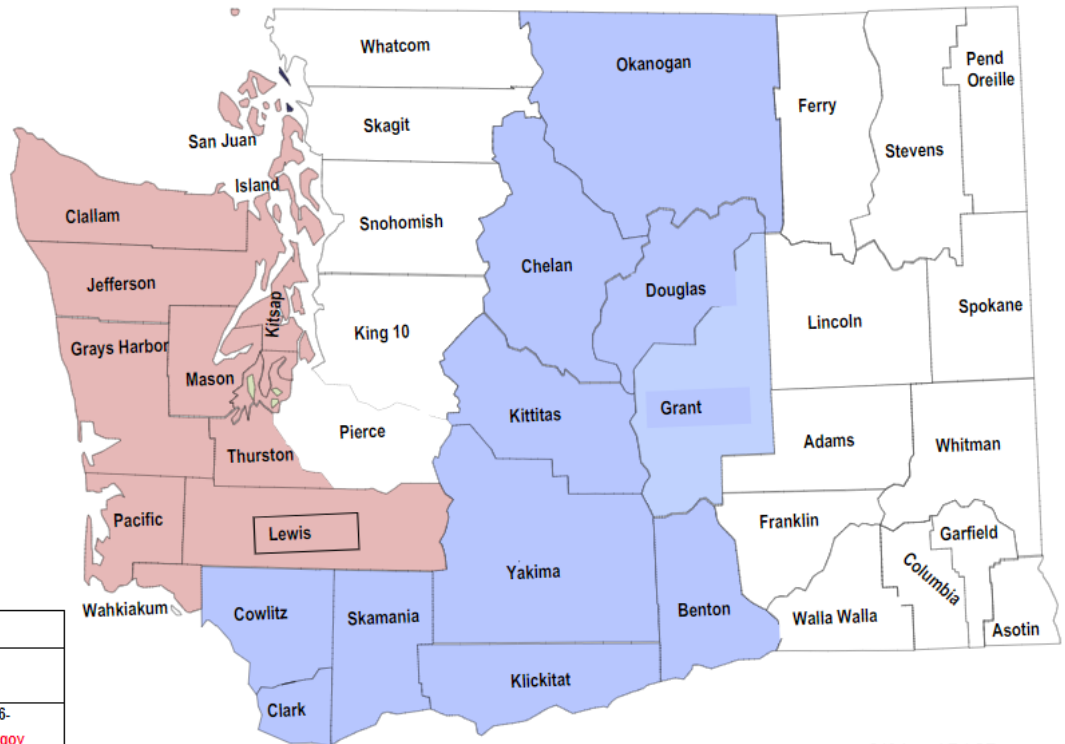 Whatcom
Okanogan
Pend
Oreille
Ferry
Skagit
San Juan
Stevens
Island
Clallam
Snohomish
Chelan
Jefferson
Douglas
Kitsap
Spokane
Lincoln
King 10
Grays Harbor
Mason
Grant
Kittitas
Pierce
Adams
Whitman
Thurston
Pacific
Franklin
Lewis
Garfield
Yakima
Columbia
Wahkiakum
Cowlitz
Skamania
Benton
Walla Walla
Asotin
Klickitat
6-
Clark
gov